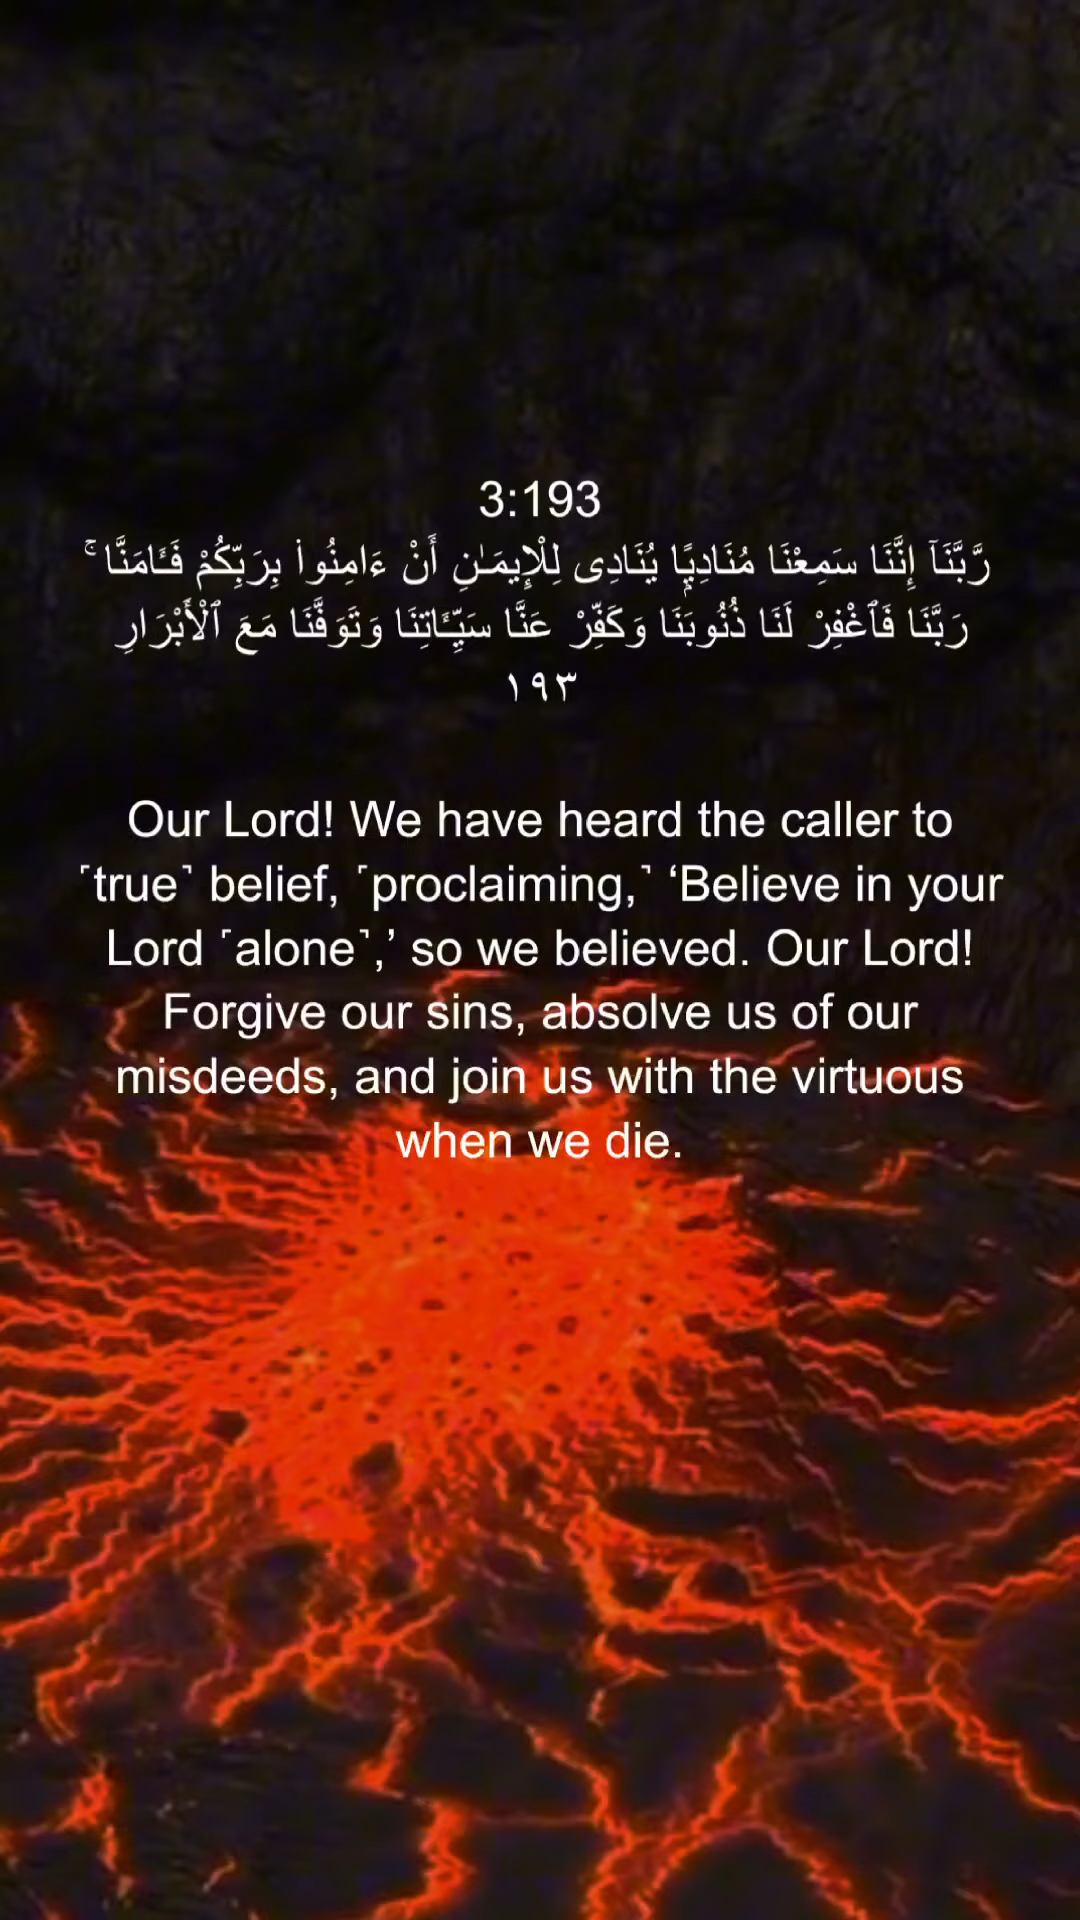 3:193
رَّبَّنَآ إِنَّنَا سَمِعْنَا مُنَادِيًۭا يُنَادِى لِلْإِيمَـٰنِ أَنْ ءَامِنُوا۟ بِرَبِّكُمْ فَـَٔامَنَّا ۚ
رَبَّنَا فَٱغْفِرْ لَنَا ذُنُوبَنَا وَكَفِّرْ عَنَّا سَيِّـَٔاتِنَا وَتَوَفَّنَا مَعَ ٱلْأَبْرَارِ
١٩٣
Our Lord! We have heard the caller to
˹true˺ belief, ˹proclaiming,˺ ‘Believe in your
Lord ˹alone˺,’ so we believed. Our Lord!
Forgive our sins, absolve us of our
misdeeds, and join us with the virtuous
when we die.